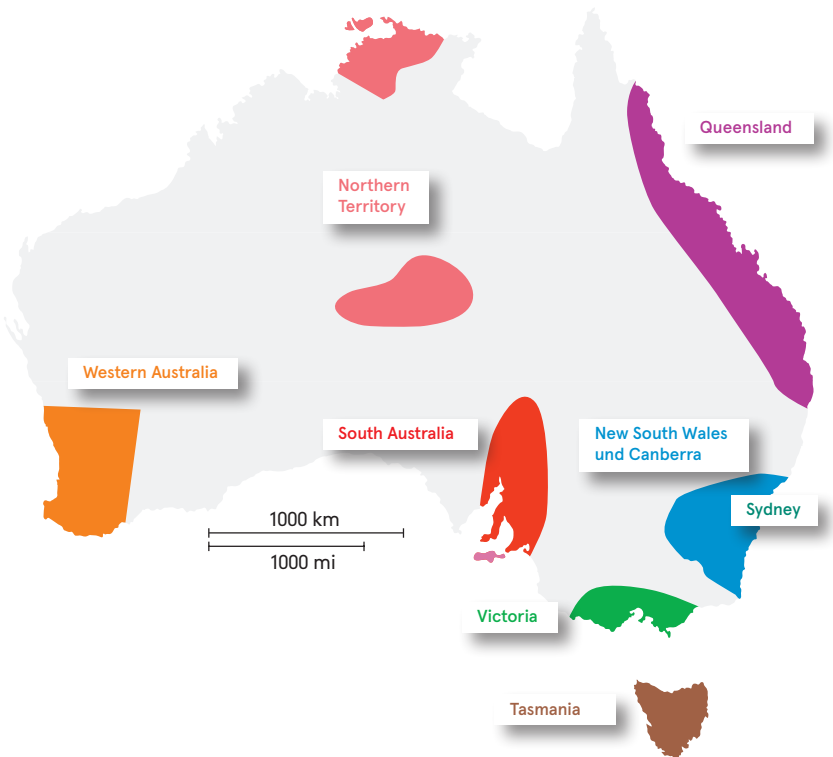 Queensland
Northern
Territory
Western Australia
South Australia
New South Wales
und Canberra
Sydney
1000 km
1000 mi
Victoria
Tasmania